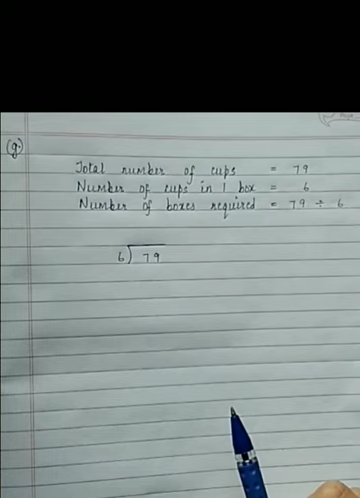 (g)
Total number of cups = 79
Number of cups in 1 box = 6
Number of boxes required = 79 ÷ 6
6)79